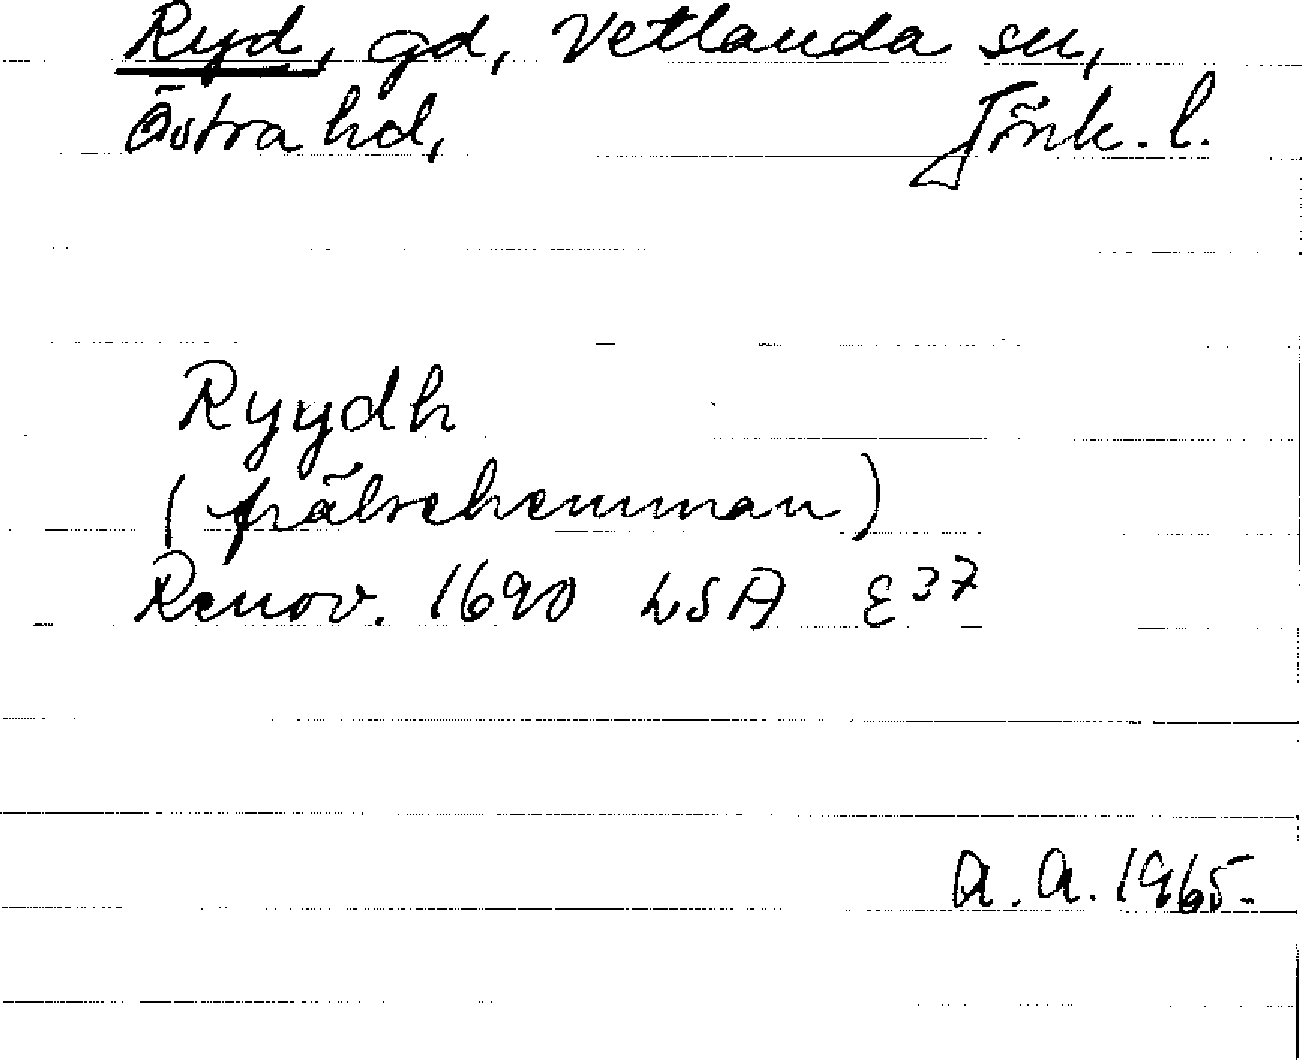 Ryd, gd, Vetlanda sn,
Östra hd, Jönk. l.
Ryydh
(frälsehemman)
Renov. 1690 LSA E37
A. A. 1965.